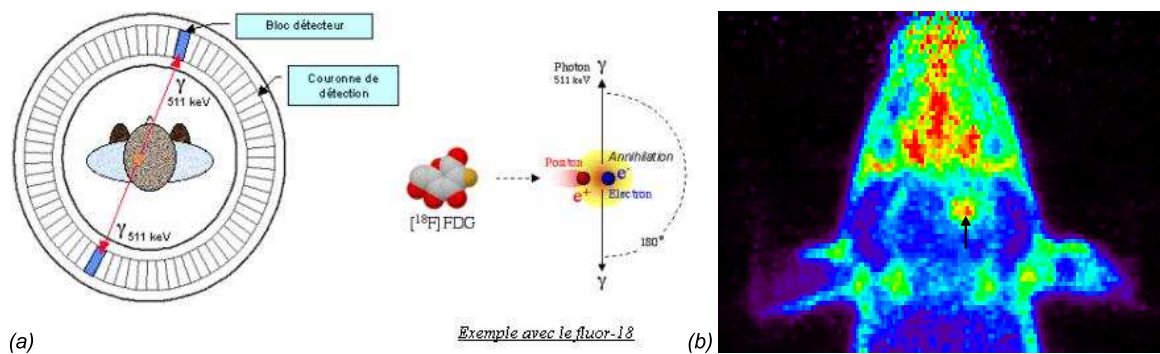 Bloc détecteur
Couronne de
détection
γ
511 keV
γ
511 keV
(a)
[¹⁸F] FDG
Photon
511 keV
γ
Annihilation
Positon
e⁺
e⁻
Electron
180°
γ
Exemple avec le fluor-18
(b)